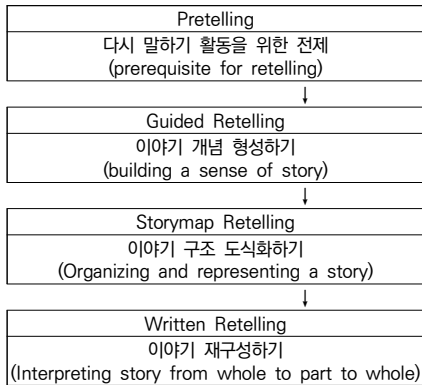 Pretelling
다시 말하기 활동을 위한 전제
(prerequisite for retelling)
↓
Guided Retelling
이야기 개념 형성하기
(building a sense of story)
↓
Storymap Retelling
이야기 구조 도식화하기
(Organizing and representing a story)
↓
Written Retelling
이야기 재구성하기
(Interpreting story from whole to part to whole)